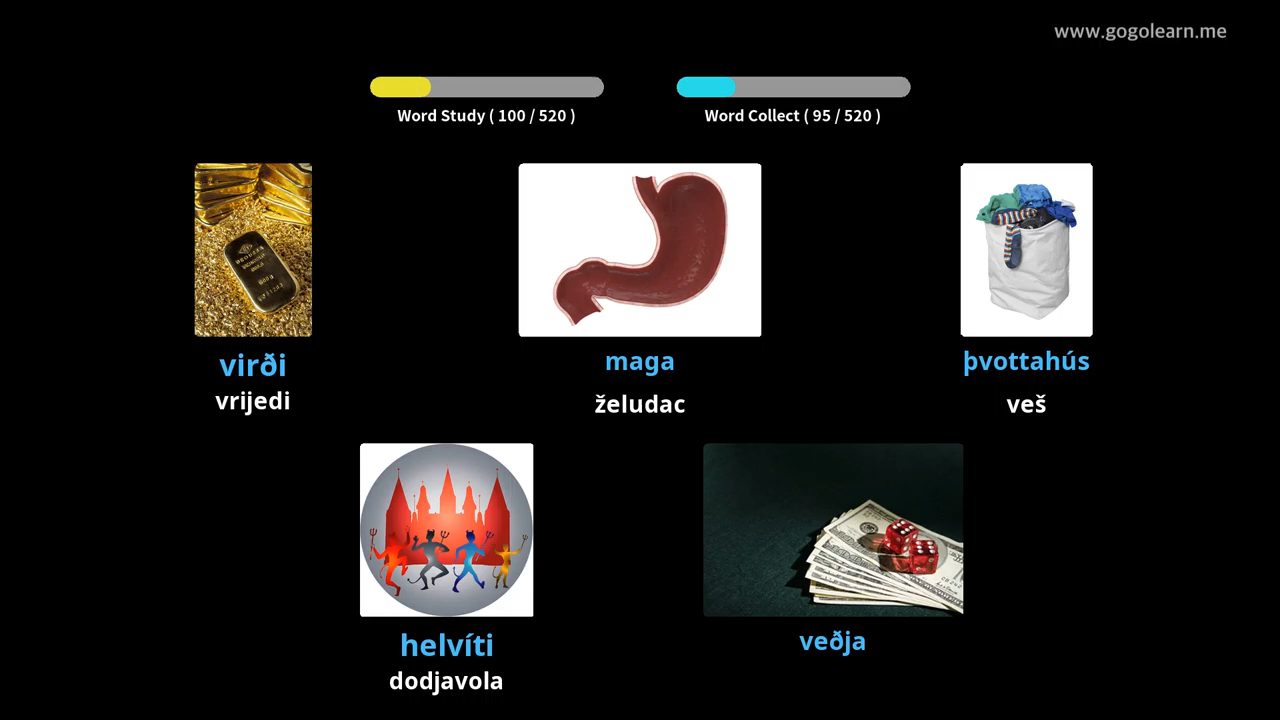 www.gogolearn.me
Word Study ( 100 / 520 )
Word Collect ( 95 / 520 )
virði
vrijedi
maga
želudac
þvottahús
veš
helvíti
dodjavola
veðja